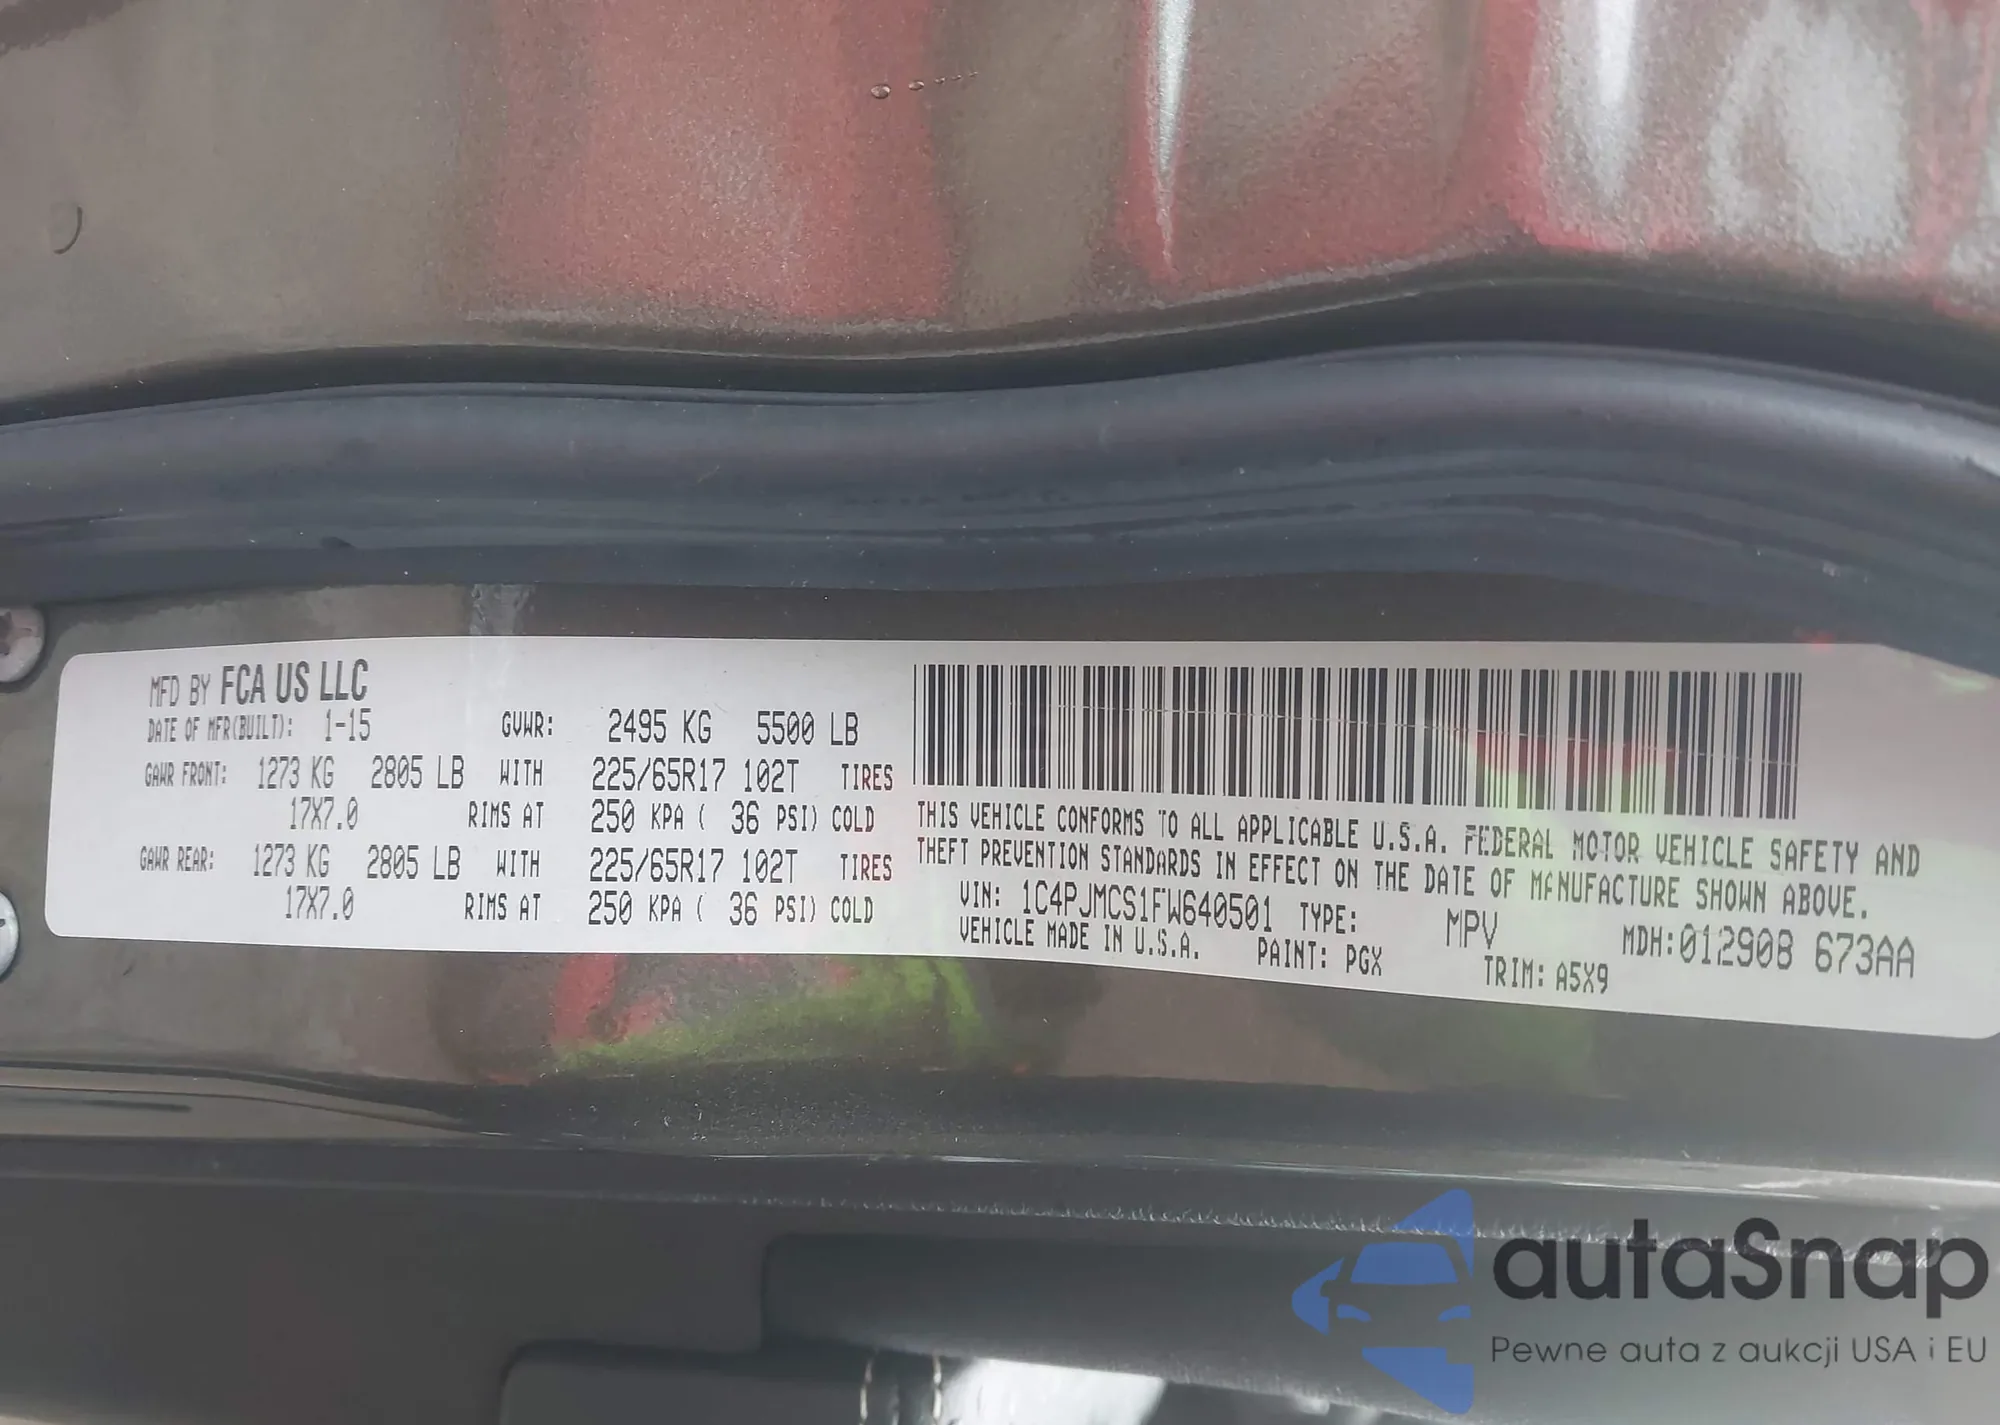 MFD BY FCA US LLC
DATE OF MFR(BUILT): 1-15 GVWR: 2495 KG 5500 LB
GAWR FRONT: 1273 KG 2805 LB WITH 225/65R17 102T TIRES
17X7.0 RIMS AT 250 KPA ( 36 PSI) COLD
GAWR REAR: 1273 KG 2805 LB WITH 225/65R17 102T TIRES
17X7.0 RIMS AT 250 KPA ( 36 PSI) COLD
THIS VEHICLE CONFORMS TO ALL APPLICABLE U.S.A. FEDERAL MOTOR VEHICLE SAFETY AND
THEFT PREVENTION STANDARDS IN EFFECT ON THE DATE OF MANUFACTURE SHOWN ABOVE.
VIN: 1C4PJMCS1FW640501 TYPE: MPV MDH:012908 673AA
VEHICLE MADE IN U.S.A. PAINT: PGX TRIM: A5X9
autaSnap
Pewne auta z aukcji USA i EU